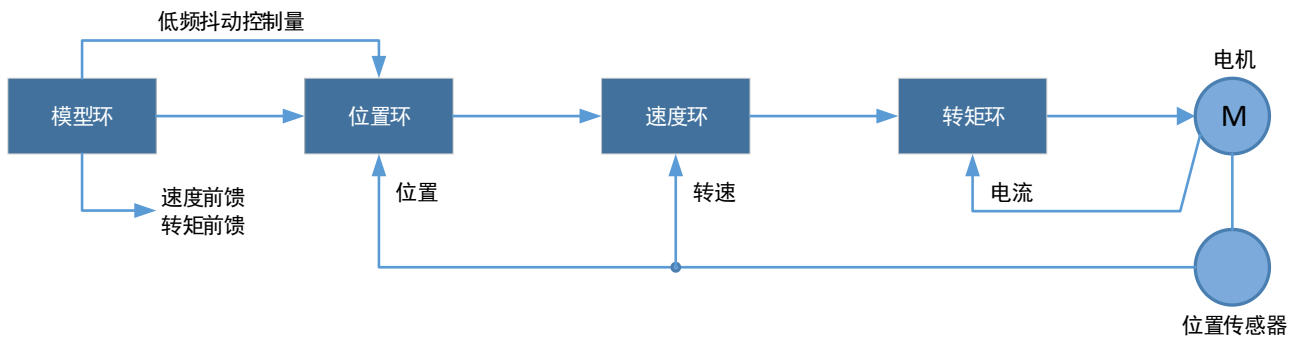 低频抖动控制量
电机
模型环
位置环
速度环
转矩环
M
速度前馈
转矩前馈
位置
转速
电流
位置传感器